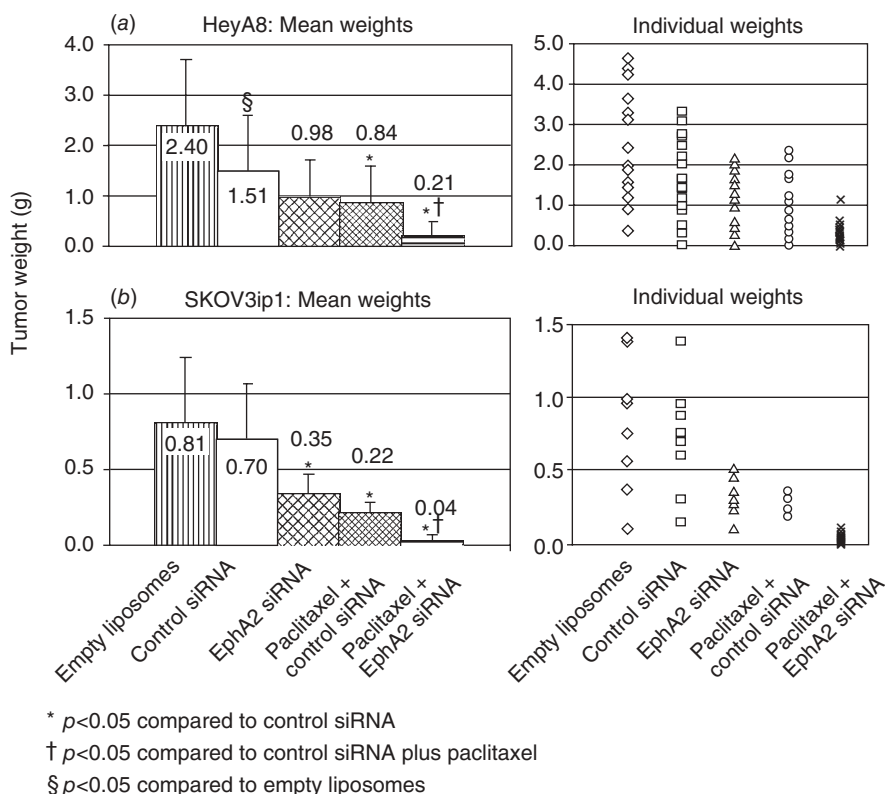 (a) HeyA8: Mean weights
Individual weights
Tumor weight (g)
4.0
3.0
2.0
1.0
0.0
2.40
§
1.51
0.98
0.84
*
0.21
*†
5.0
4.0
3.0
2.0
1.0
0.0
(b) SKOV3ip1: Mean weights
Individual weights
1.5
1.0
0.5
0.0
0.81
0.70
0.35
*
0.22
*
0.04
*†
1.5
1.0
0.5
0.0
Empty liposomes
Control siRNA
EphA2 siRNA
Paclitaxel +
control siRNA
Paclitaxel +
EphA2 siRNA
Empty liposomes
Control siRNA
EphA2 siRNA
Paclitaxel +
control siRNA
Paclitaxel +
EphA2 siRNA
* p<0.05 compared to control siRNA
† p<0.05 compared to control siRNA plus paclitaxel
§ p<0.05 compared to empty liposomes